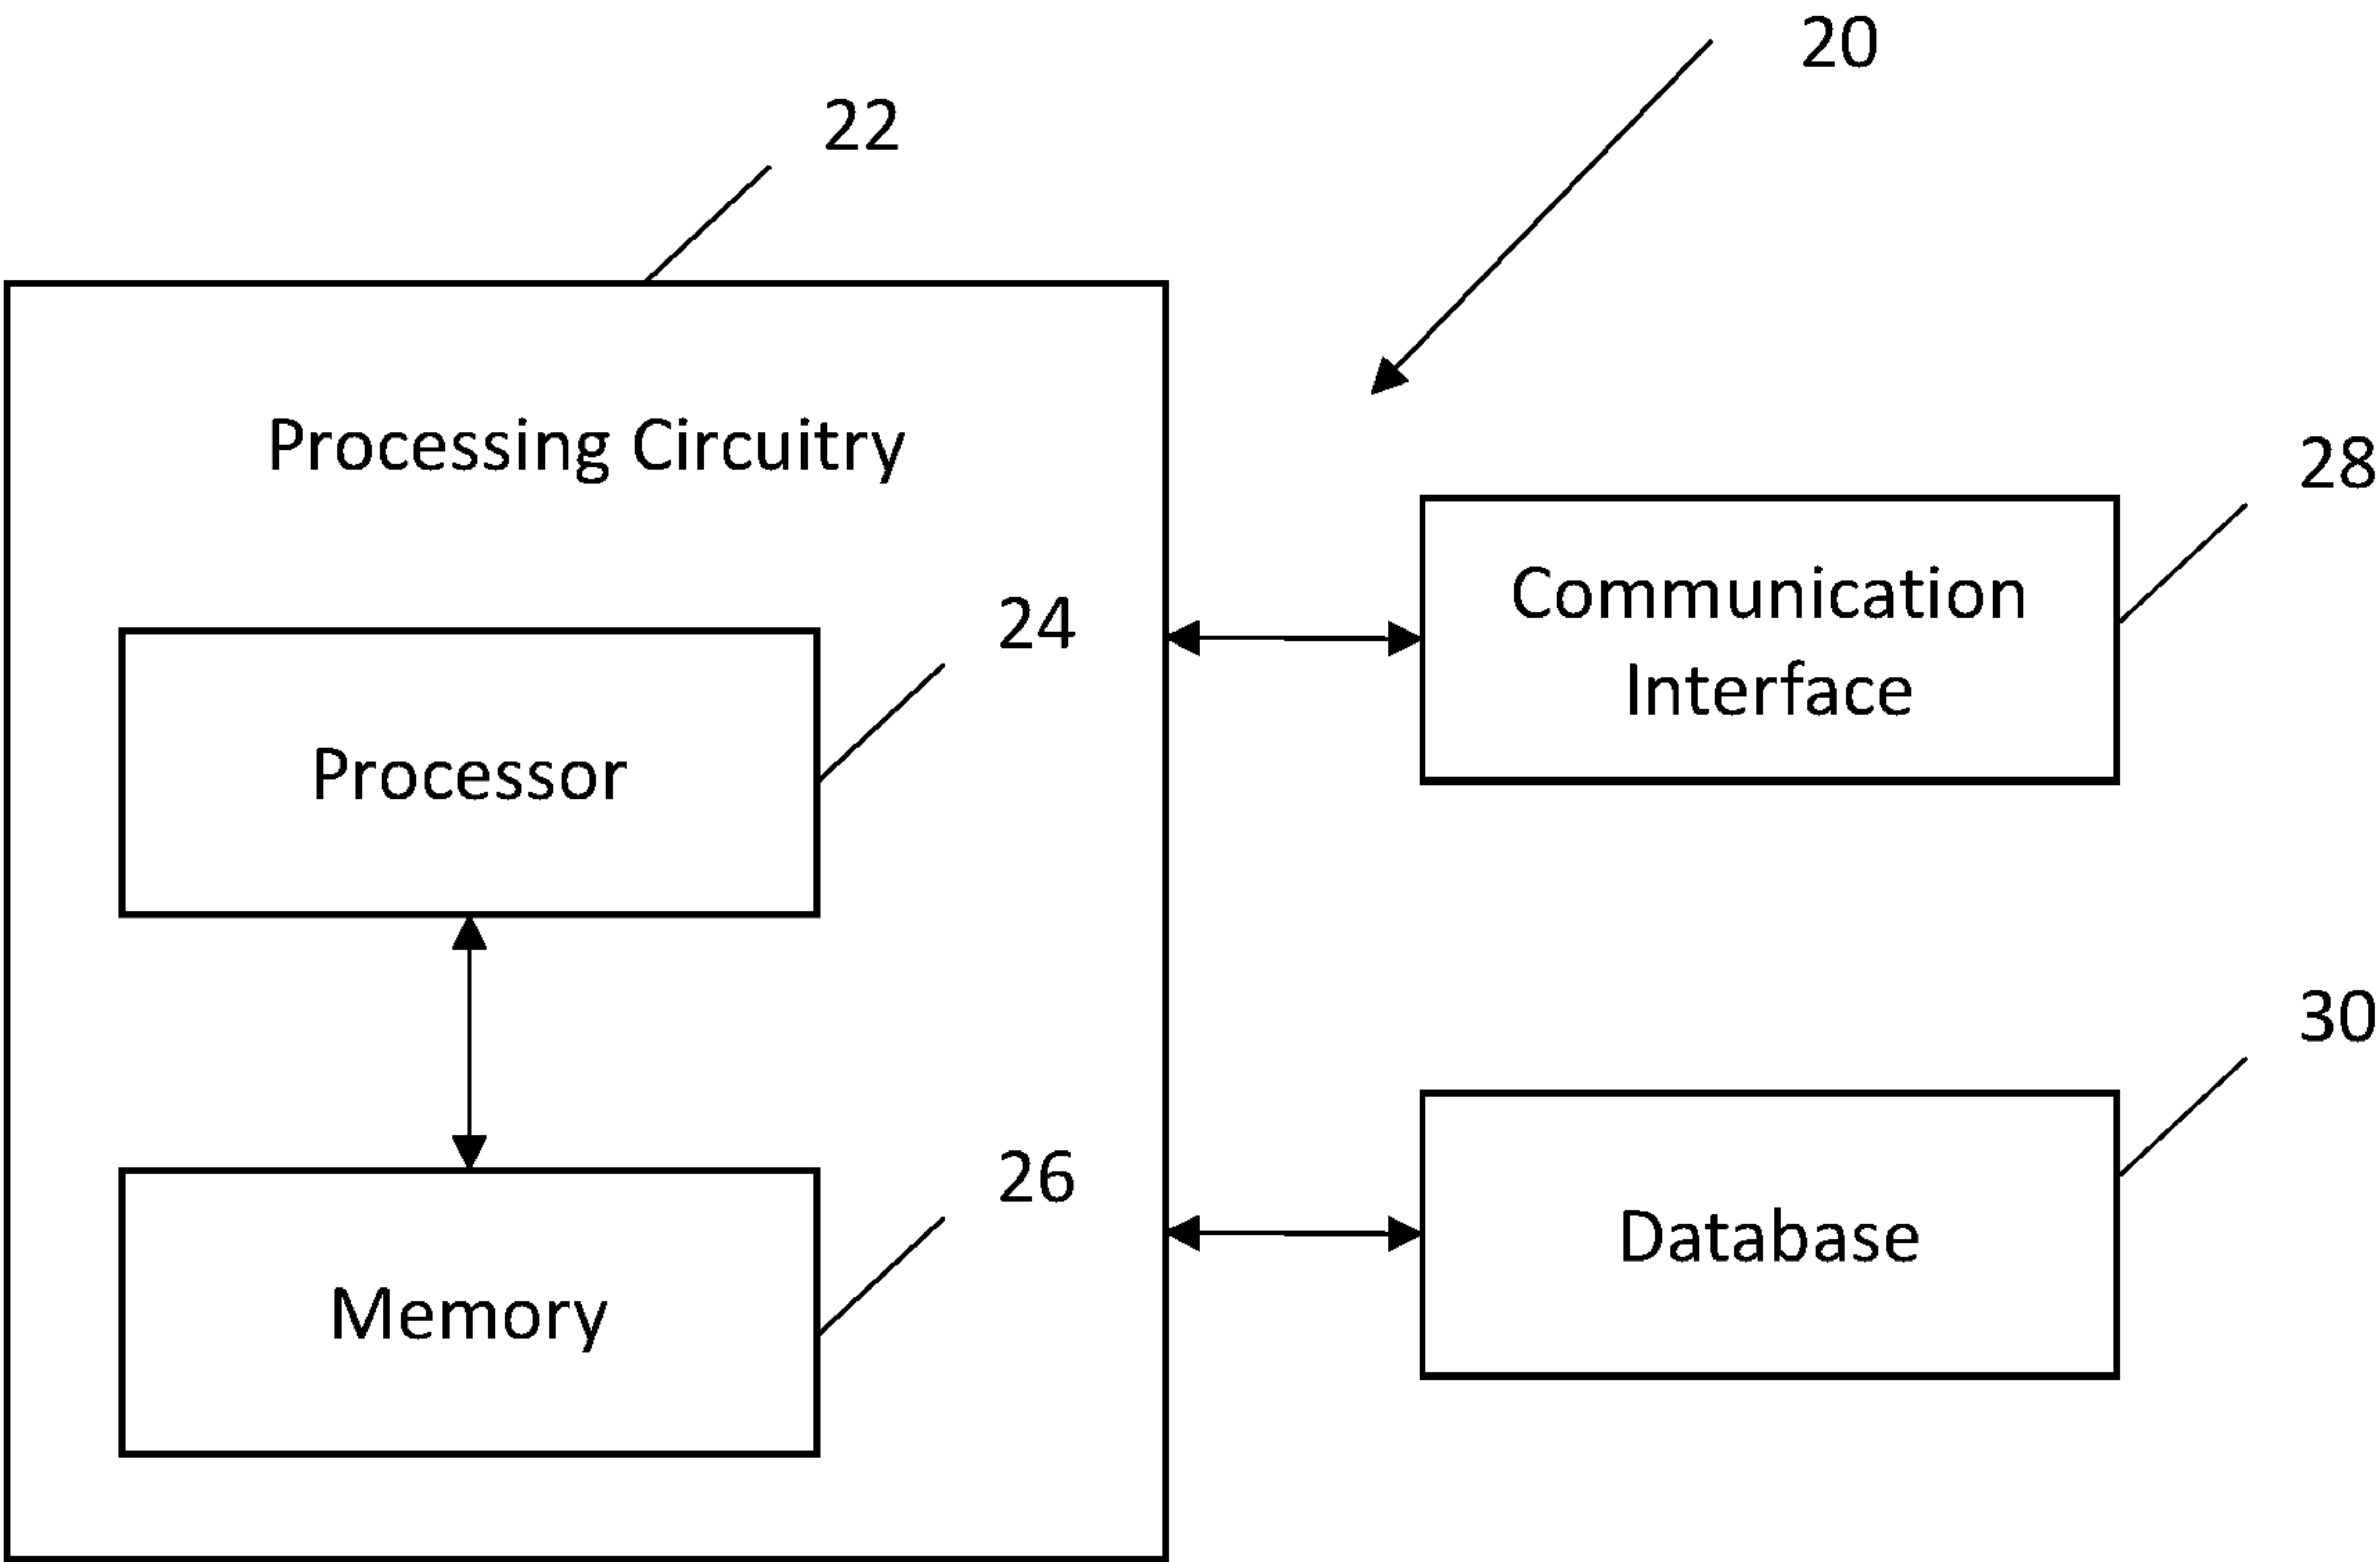 20
22
Processing Circuitry
28
Communication
Interface
24
Processor
30
Database
26
Memory